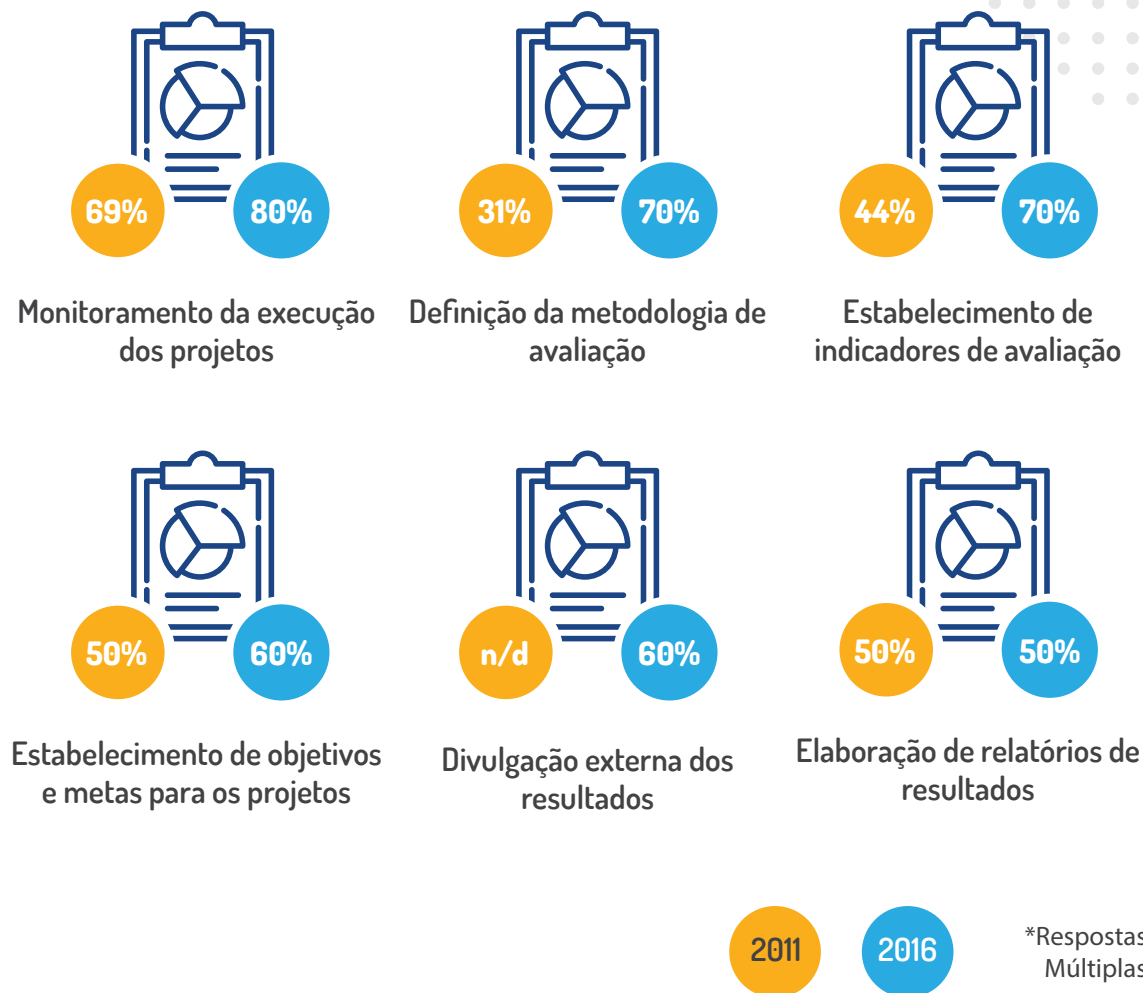 69%
80%
Monitoramento da execução
dos projetos
31%
70%
Definição da metodologia de
avaliação
44%
70%
Estabelecimento de
indicadores de avaliação
50%
60%
Estabelecimento de objetivos
e metas para os projetos
n/d
60%
Divulgação externa dos
resultados
50%
50%
Elaboração de relatórios de
resultados
2011
2016
*Respostas
Múltiplas